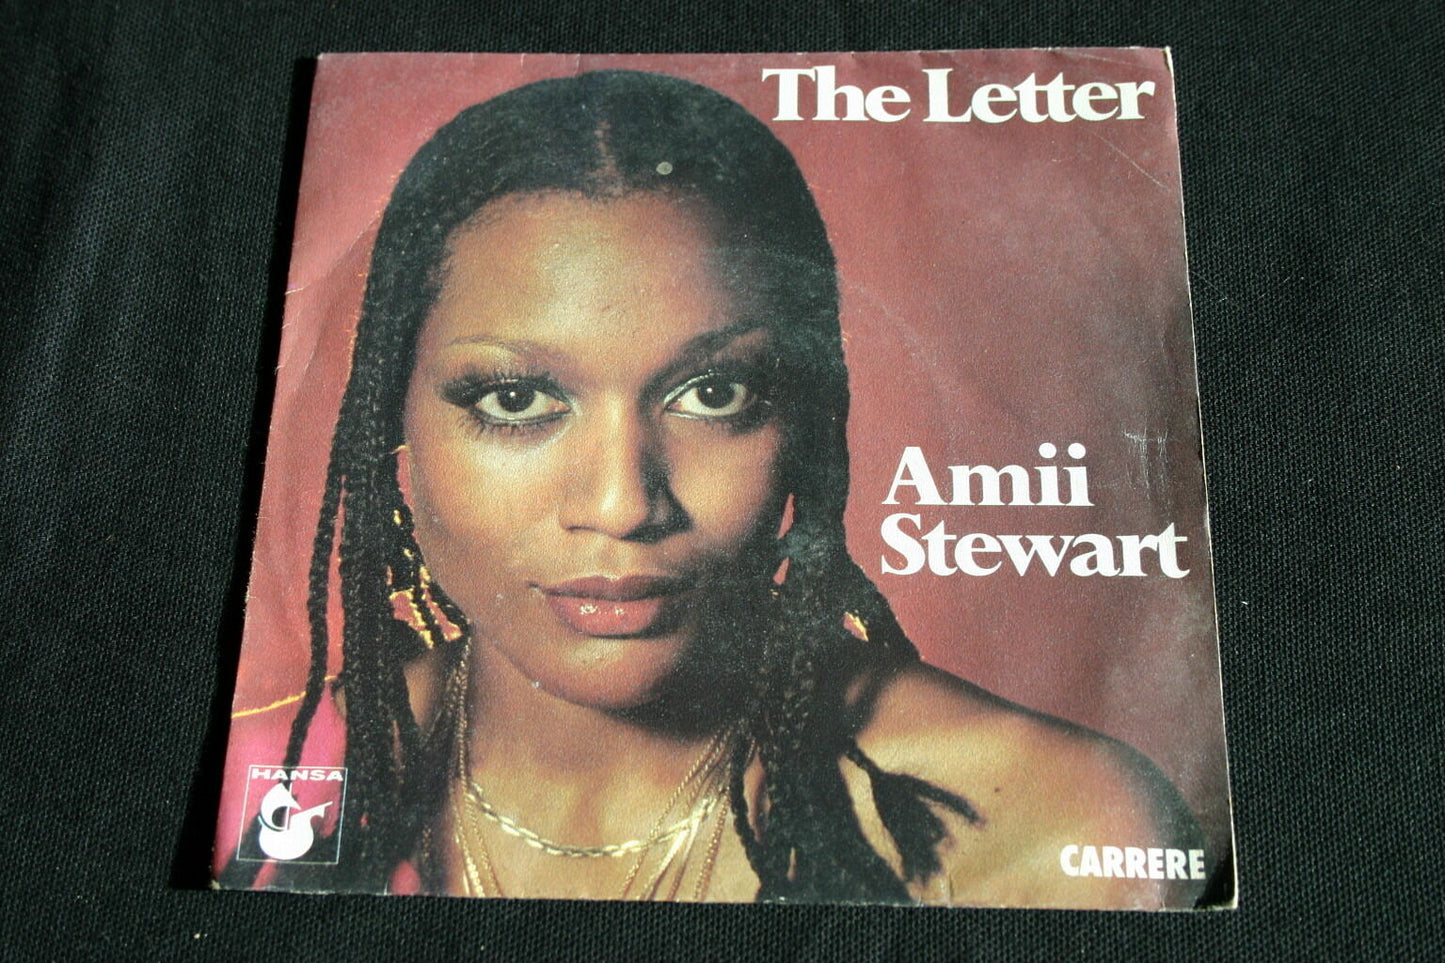 The Letter
Amii
Stewart
HANSA
CARRERE